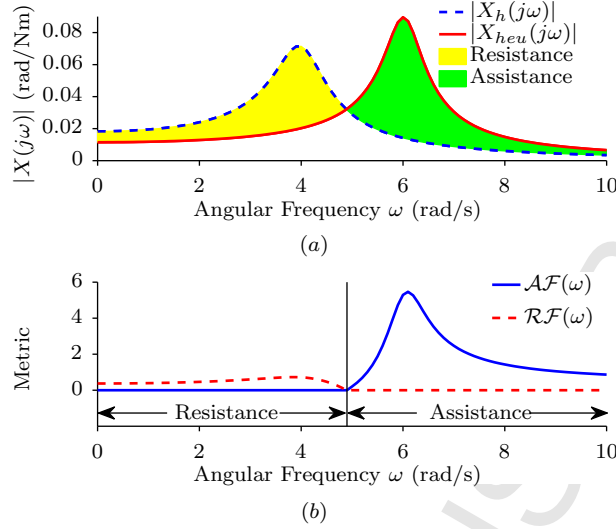 |X(jω)| (rad/Nm)
0.08
0.06
0.04
0.02
0
|X_h(jω)|
|X_{heu}(jω)|
Resistance
Assistance
0 2 4 6 8 10
Angular Frequency ω (rad/s)
(a)
Metric
6
4
2
0
AF(ω)
RF(ω)
Resistance
Assistance
0 2 4 6 8 10
Angular Frequency ω (rad/s)
(b)